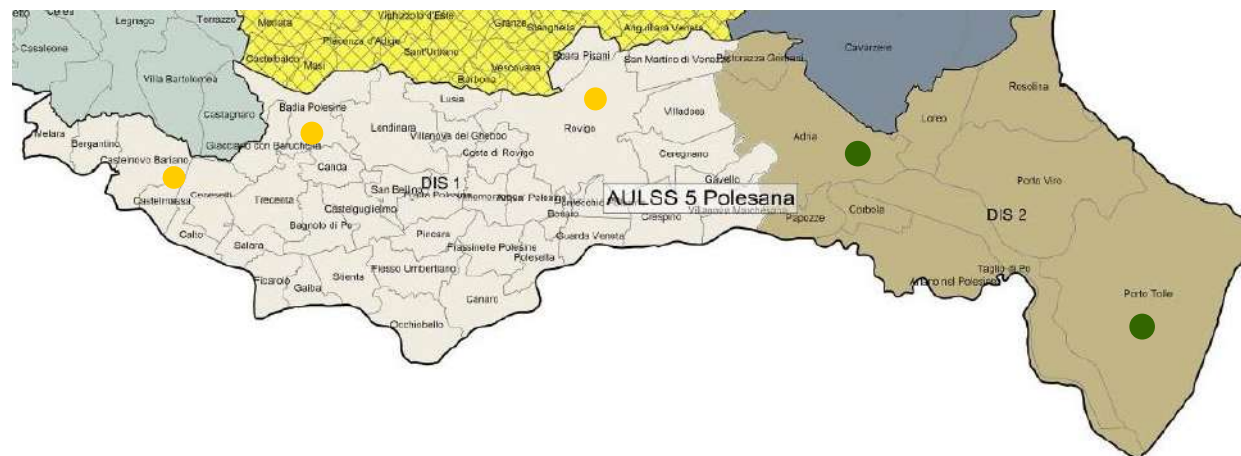 Legnago
Terrazzo
Casaleone
Villa Bartolomea
Castagnaro
Merlara
Vighizzolo d'Este
Granze
Stanghella
Anguillara Veneta
Piacenza d'Adige
Sant'Urbano
Castelbaldo
Masi
Vescovana
Barbona
Boara Pisani
San Martino di Venezze
Pettorazza Grimani
Cavarzere
Rosolina
Loreo
Adria
Melara
Bergantino
Castelnovo Bariano
Castelmassa
Ceneselli
Calto
Salara
Ficarolo
Gaiba
Stienta
Badia Polesine
Giacciano con Baruchella
Lendinara
Lusia
Villanova del Ghebbo
Costa di Rovigo
Rovigo
Villadose
Ceregnano
Gavello
Canda
San Bellino
DIS 1
Trecenta
Castelguglielmo
Bagnolo di Po
Pincara
Frassinelle Polesine
Polesella
Fiesso Umbertiano
Canaro
Occhiobello
Bosaro
Guarda Veneta
Crespino
AULSS 5 Polesana
Papozze
Corbola
Porto Viro
DIS 2
Taglio di Po
Ariano nel Polesine
Porto Tolle